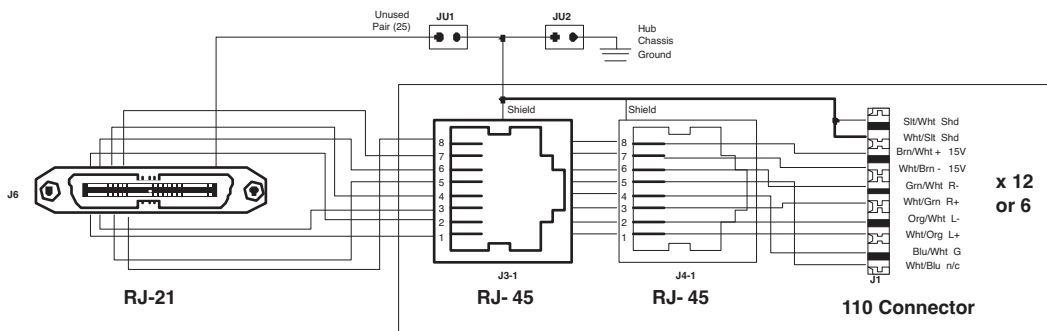 Unused
Pair (25)
JU1
JU2
Hub
Chassis
Ground
Shield
Shield
J6
8
7
6
5
4
3
2
1
8
7
6
5
4
3
2
1
Slt/Wht Shd
Wht/Slt Shd
Brn/Wht + 15V
Wht/Brn - 15V
Grn/Wht R-
Wht/Grn R+
Org/Wht L-
Wht/Org L+
Blu/Wht G
Wht/Blu n/c
x 12
or 6
J3-1
J4-1
J1
RJ-21
RJ- 45
RJ- 45
110 Connector